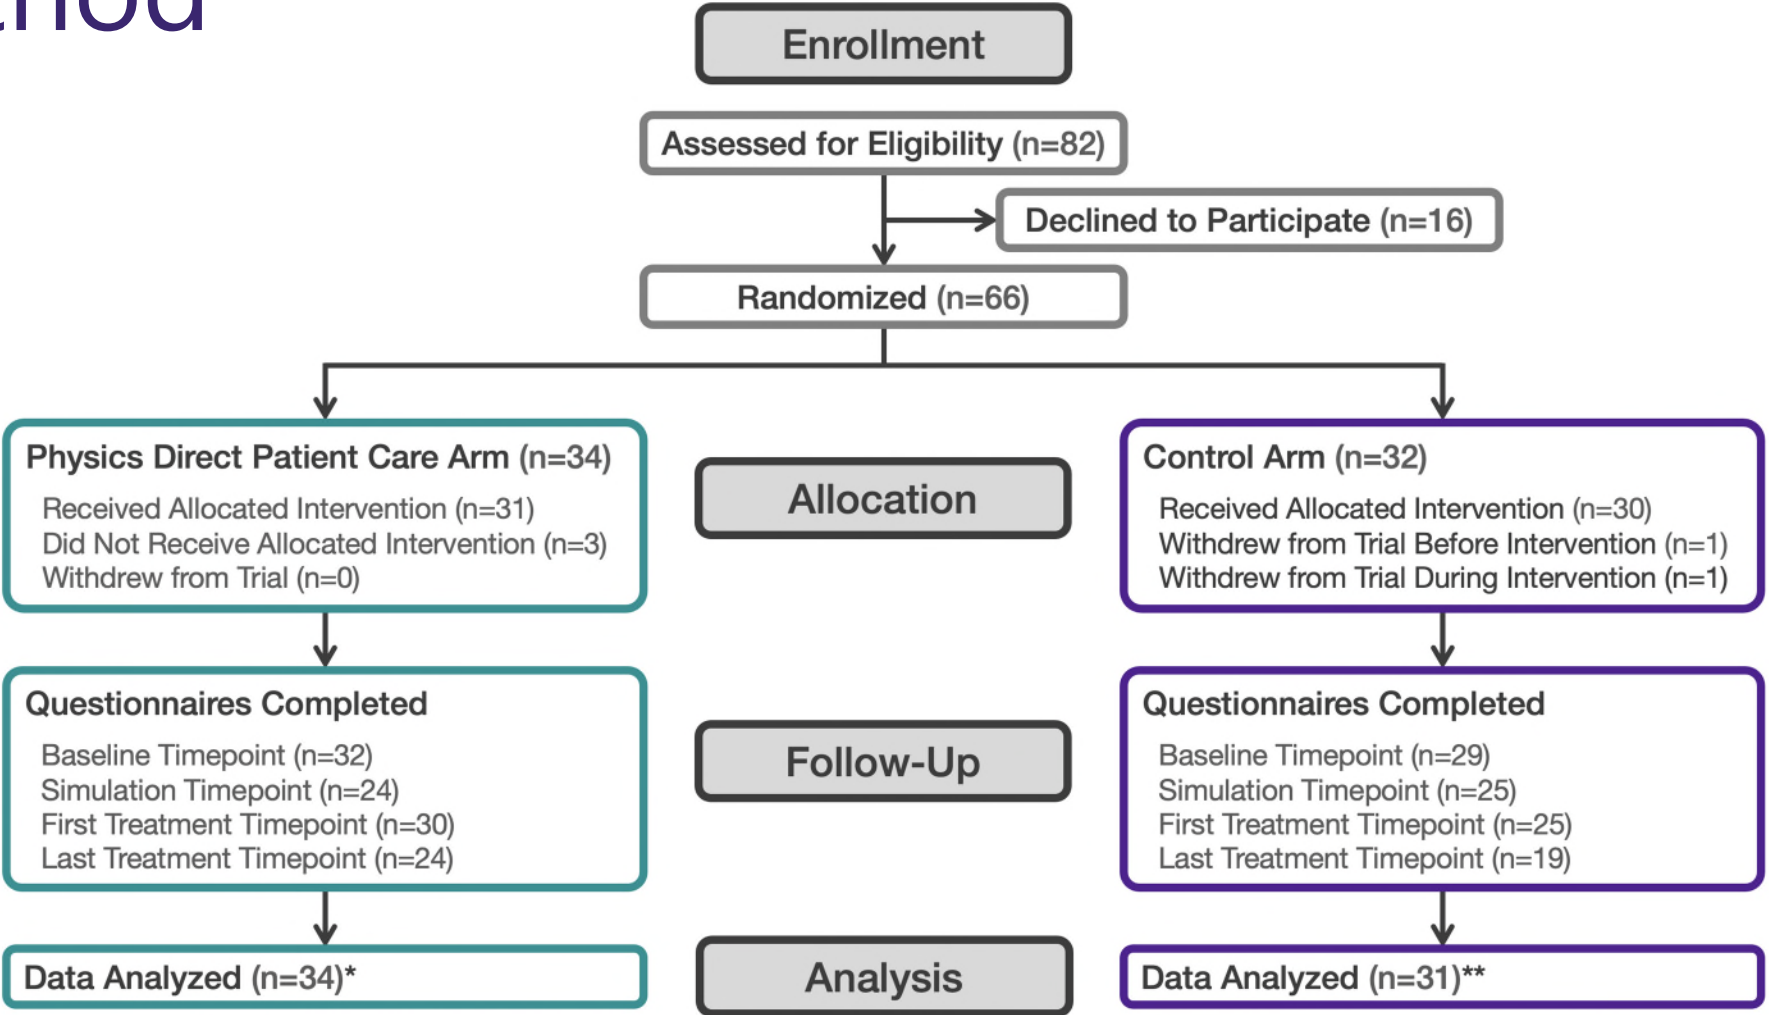 Enrollment
Assessed for Eligibility (n=82)
Declined to Participate (n=16)
Randomized (n=66)
Physics Direct Patient Care Arm (n=34)
Received Allocated Intervention (n=31)
Did Not Receive Allocated Intervention (n=3)
Withdrew from Trial (n=0)
Allocation
Control Arm (n=32)
Received Allocated Intervention (n=30)
Withdrew from Trial Before Intervention (n=1)
Withdrew from Trial During Intervention (n=1)
Questionnaires Completed
Baseline Timepoint (n=32)
Simulation Timepoint (n=24)
First Treatment Timepoint (n=30)
Last Treatment Timepoint (n=24)
Follow-Up
Questionnaires Completed
Baseline Timepoint (n=29)
Simulation Timepoint (n=25)
First Treatment Timepoint (n=25)
Last Treatment Timepoint (n=19)
Data Analyzed (n=34)*
Analysis
Data Analyzed (n=31)**